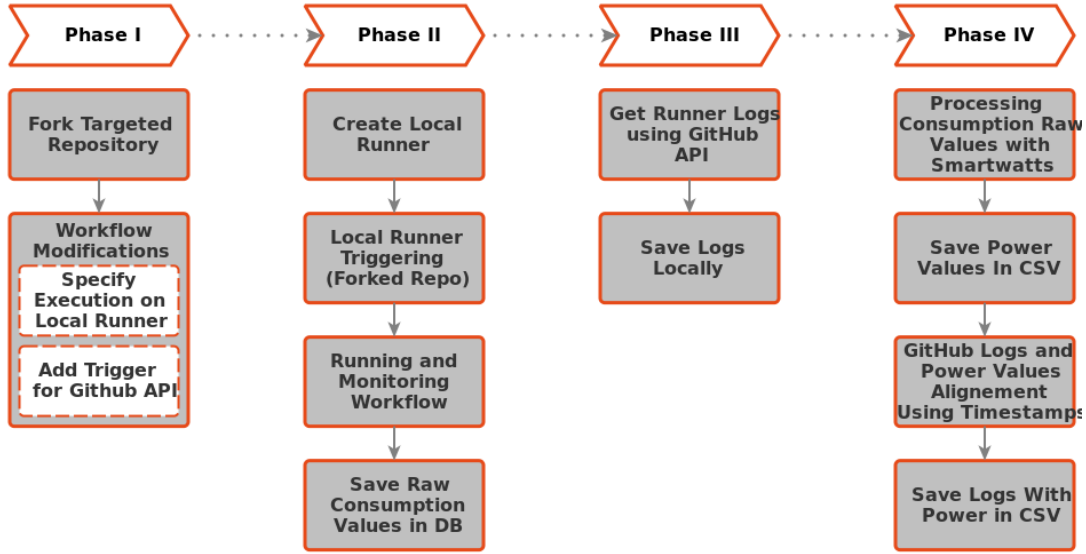 Phase I
Phase II
Phase III
Phase IV
Fork Targeted
Repository
Workflow
Modifications
Specify
Execution on
Local Runner
Add Trigger
for Github API
Create Local
Runner
Local Runner
Triggering
(Forked Repo)
Running and
Monitoring
Workflow
Save Raw
Consumption
Values in DB
Get Runner Logs
using GitHub
API
Save Logs
Locally
Processing
Consumption Raw
Values with
Smartwatts
Save Power
Values In CSV
GitHub Logs and
Power Values
Alignement
Using Timestamps
Save Logs With
Power in CSV